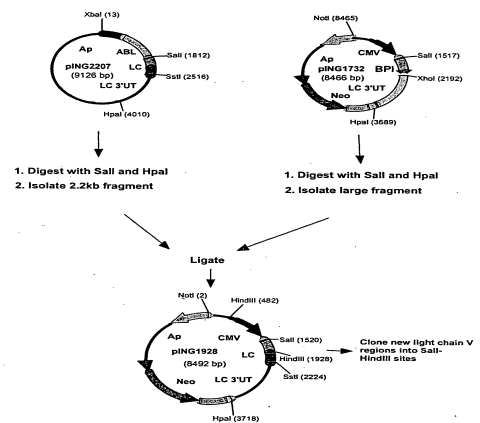 XbaI (13)
Ap
ABL
SalI (1812)
pING2207
LC
(9126 bp)
SstI (2516)
LC 3'UT
HpaI (4010)
NotI (8465)
CMV
SalI (1517)
Ap
pING1732
BPI
(8466 bp)
XhoI (2192)
LC 3'UT
Neo
HpaI (3689)
1. Digest with SalI and HpaI
2. Isolate 2.2kb fragment
1. Digest with SalI and HpaI
2. Isolate large fragment
Ligate
NotI (2)
HindIII (482)
Ap
CMV
SalI (1520)
pING1928
LC
HindIII (1928)
(8492 bp)
SstI (2224)
Neo
LC 3'UT
HpaI (3718)
Clone new light chain V
regions into SalI-
HindIII sites